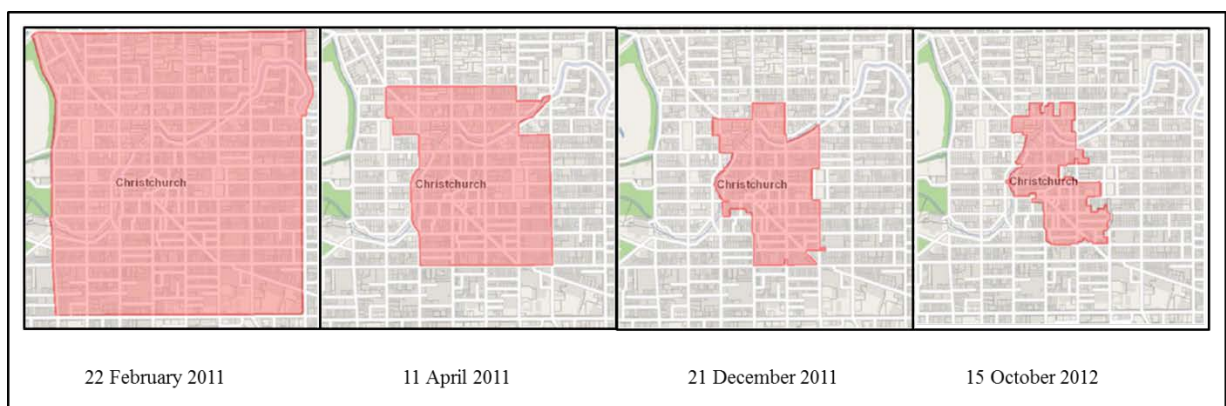 Christchurch
Christchurch
Christchurch
Christchurch
22 February 2011
11 April 2011
21 December 2011
15 October 2012